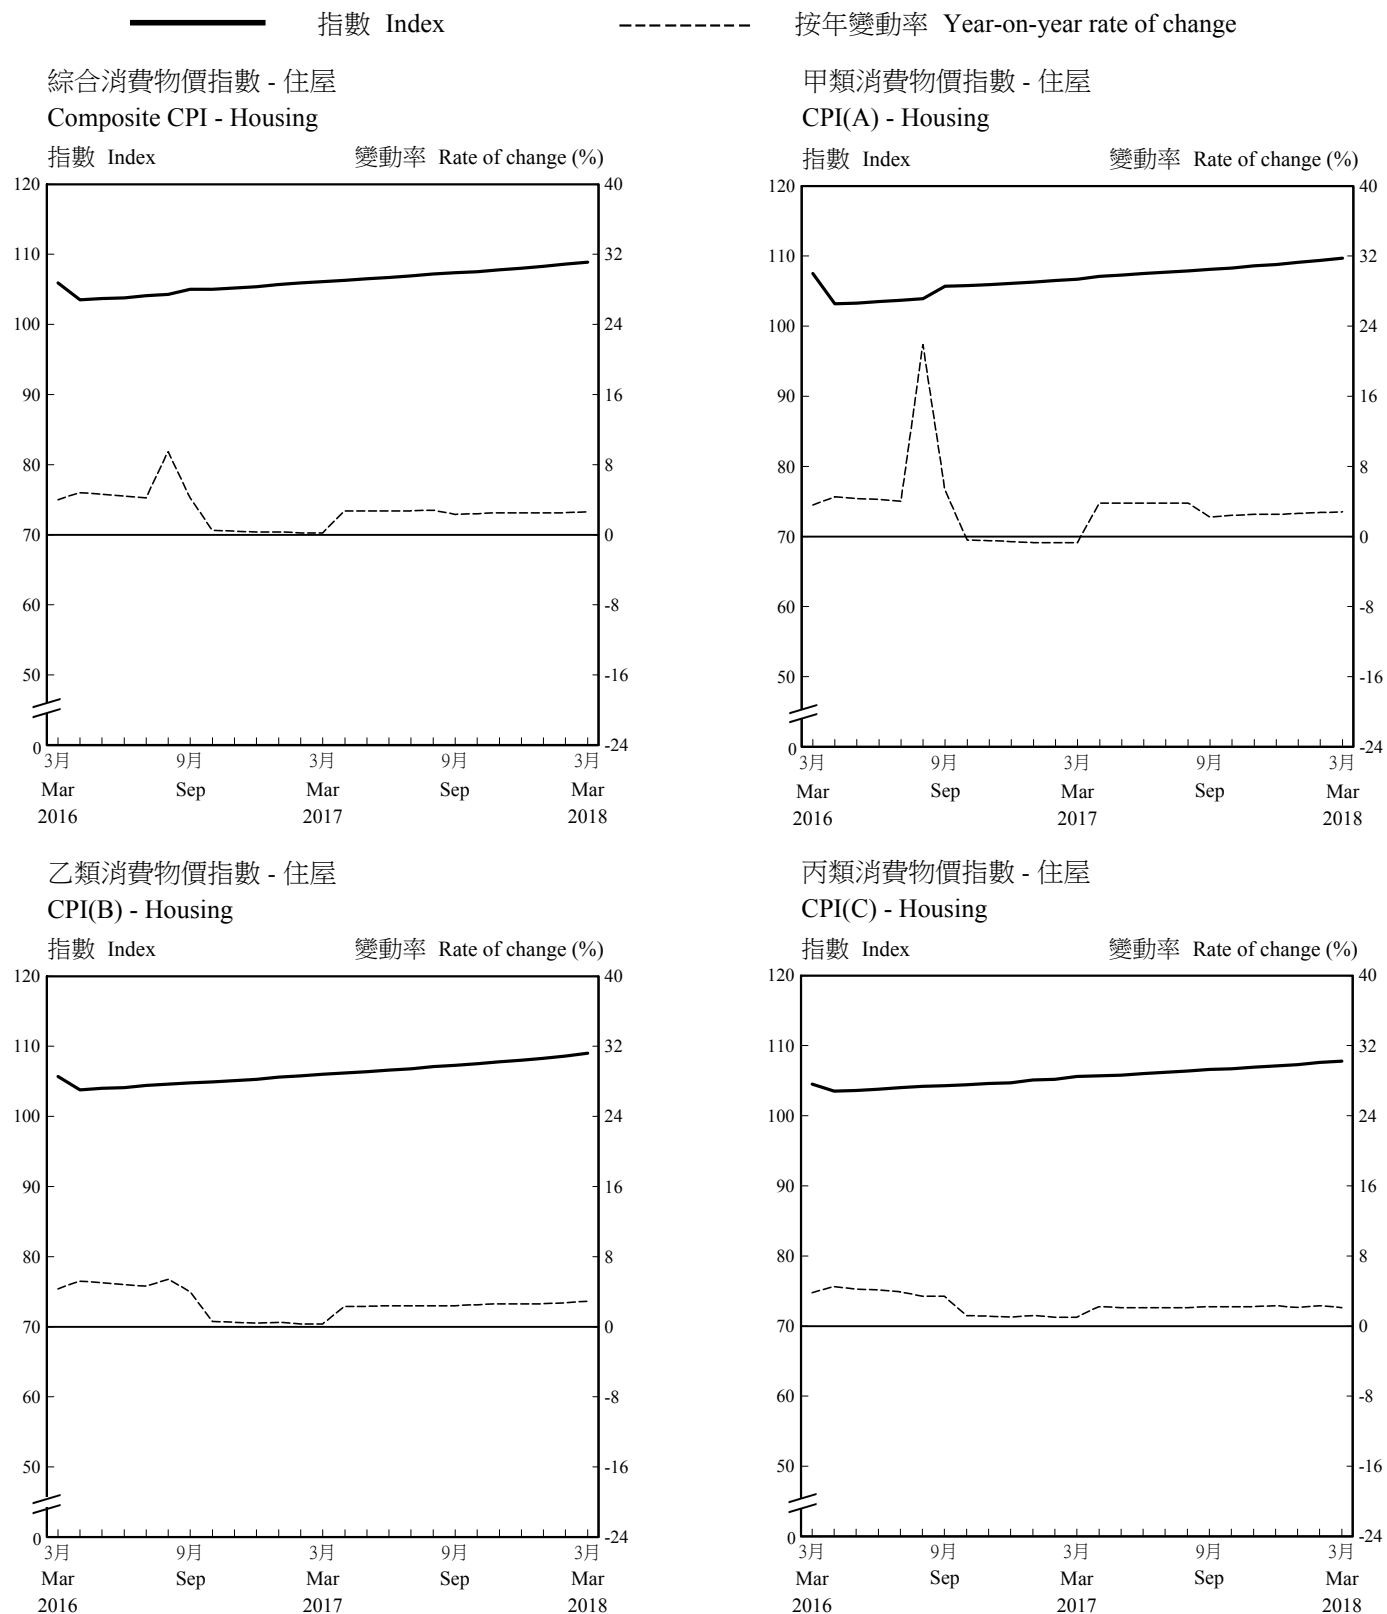 指數 Index
按年變動率 Year-on-year rate of change
綜合消費物價指數 - 住屋
Composite CPI - Housing
指數 Index 變動率 Rate of change (%)
120 40
110 32
100 24
90 16
80 8
70 0
60 -8
50 -16
0 -24
3月 9月 3月 9月 3月
Mar Sep Mar Sep Mar
2016 2017 2018
甲類消費物價指數 - 住屋
CPI(A) - Housing
指數 Index 變動率 Rate of change (%)
120 40
110 32
100 24
90 16
80 8
70 0
60 -8
50 -16
0 -24
3月 9月 3月 9月 3月
Mar Sep Mar Sep Mar
2016 2017 2018
乙類消費物價指數 - 住屋
CPI(B) - Housing
指數 Index 變動率 Rate of change (%)
120 40
110 32
100 24
90 16
80 8
70 0
60 -8
50 -16
0 -24
3月 9月 3月 9月 3月
Mar Sep Mar Sep Mar
2016 2017 2018
丙類消費物價指數 - 住屋
CPI(C) - Housing
指數 Index 變動率 Rate of change (%)
120 40
110 32
100 24
90 16
80 8
70 0
60 -8
50 -16
0 -24
3月 9月 3月 9月 3月
Mar Sep Mar Sep Mar
2016 2017 2018